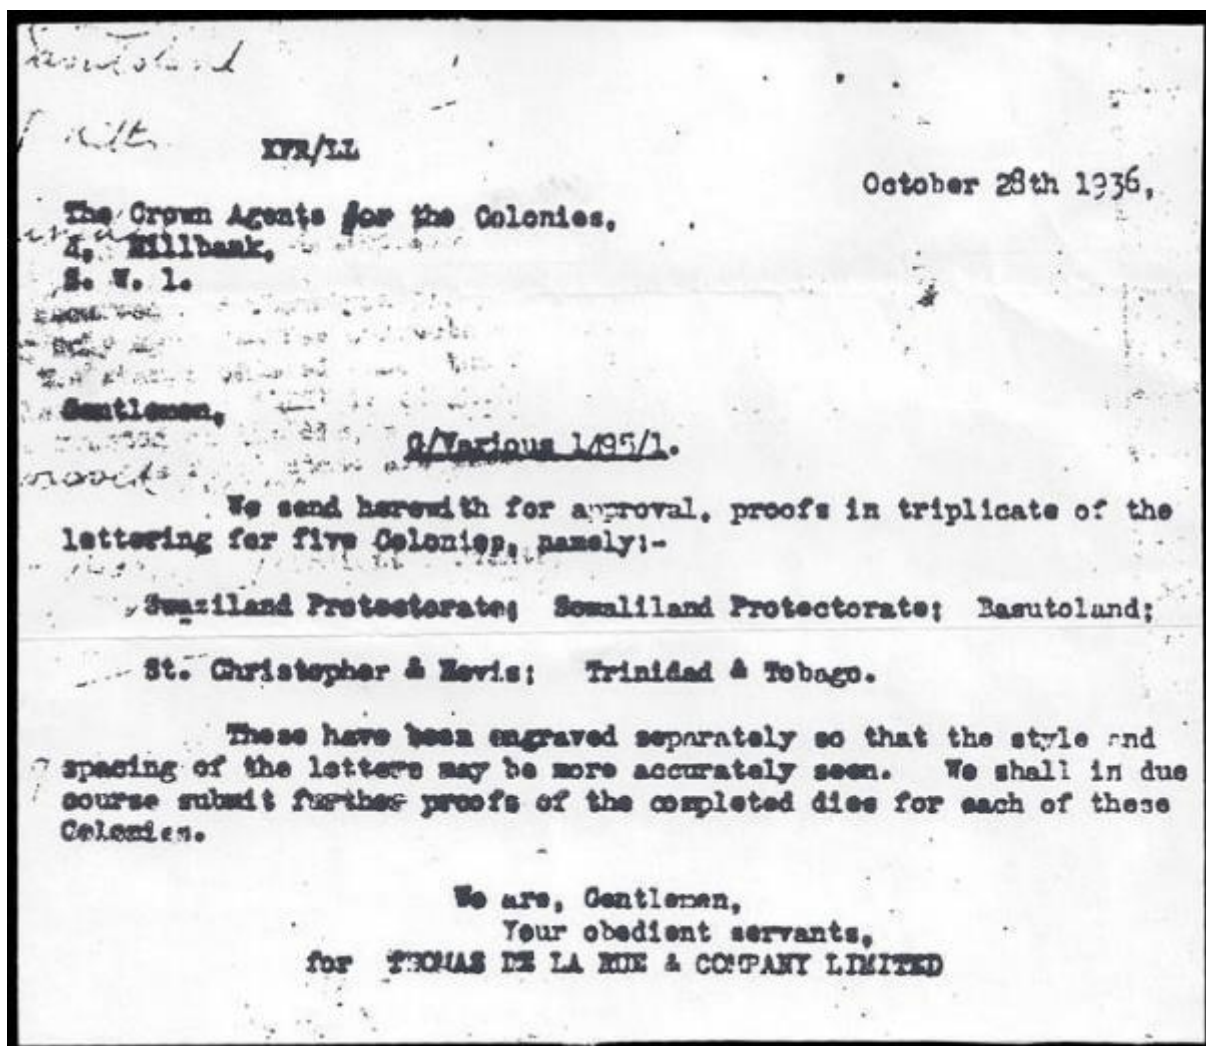 October 28th 1936,
The Crown Agents for the Colonies,
4, Millbank,
S. W. 1.
Gentlemen,
G/Various 1495/1.
We send herewith for approval, proofs in triplicate of the
lettering for five Colonies, namely:-
Swaziland Protectorate; Somaliland Protectorate; Basutoland;
St. Christopher & Nevis; Trinidad & Tobago.
These have been engraved separately so that the style and
spacing of the letters may be more accurately seen. We shall in due
course submit further proofs of the completed dies for each of these
Colonies.
We are, Gentlemen,
Your obedient servants,
for THOMAS DE LA RUE & COMPANY LIMITED